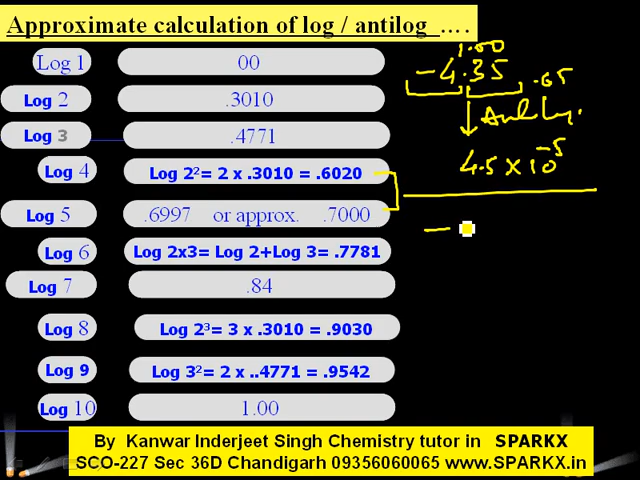 Approximate calculation of log / antilog ….
Log 1 00
Log 2 .3010
Log 3 .4771
Log 4 Log 2²= 2 x .3010 = .6020
Log 5 .6997 or approx. .7000
Log 6 Log 2x3= Log 2+Log 3= .7781
Log 7 .84
Log 8 Log 2³= 3 x .3010 = .9030
Log 9 Log 3²= 2 x ..4771 = .9542
Log 10 1.00
1.00
-4.35
.65
Antilog.
4.5 x 10⁻⁵
-
By Kanwar Inderjeet Singh Chemistry tutor in SPARKX
SCO-227 Sec 36D Chandigarh 09356060065 www.SPARKX.in